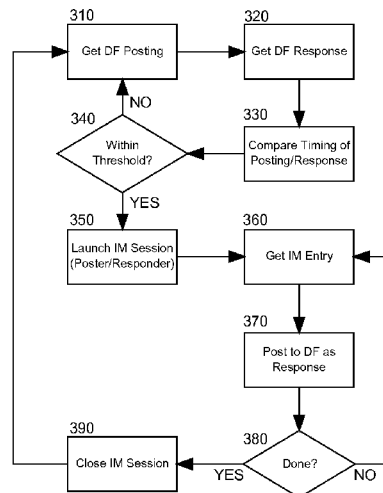 310
Get DF Posting
320
Get DF Response
NO
340
Within
Threshold?
330
Compare Timing of
Posting/Response
YES
350
Launch IM Session
(Poster/Responder)
360
Get IM Entry
370
Post to DF as
Response
390
Close IM Session
380
Done?
YES
NO